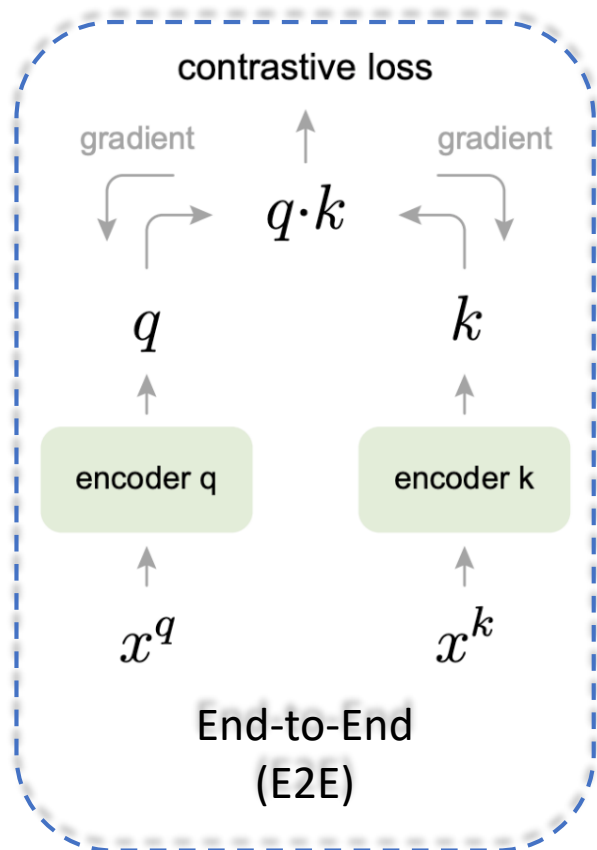 contrastive loss
gradient gradient
q·k
q k
encoder q encoder k
x^q x^k
End-to-End
(E2E)